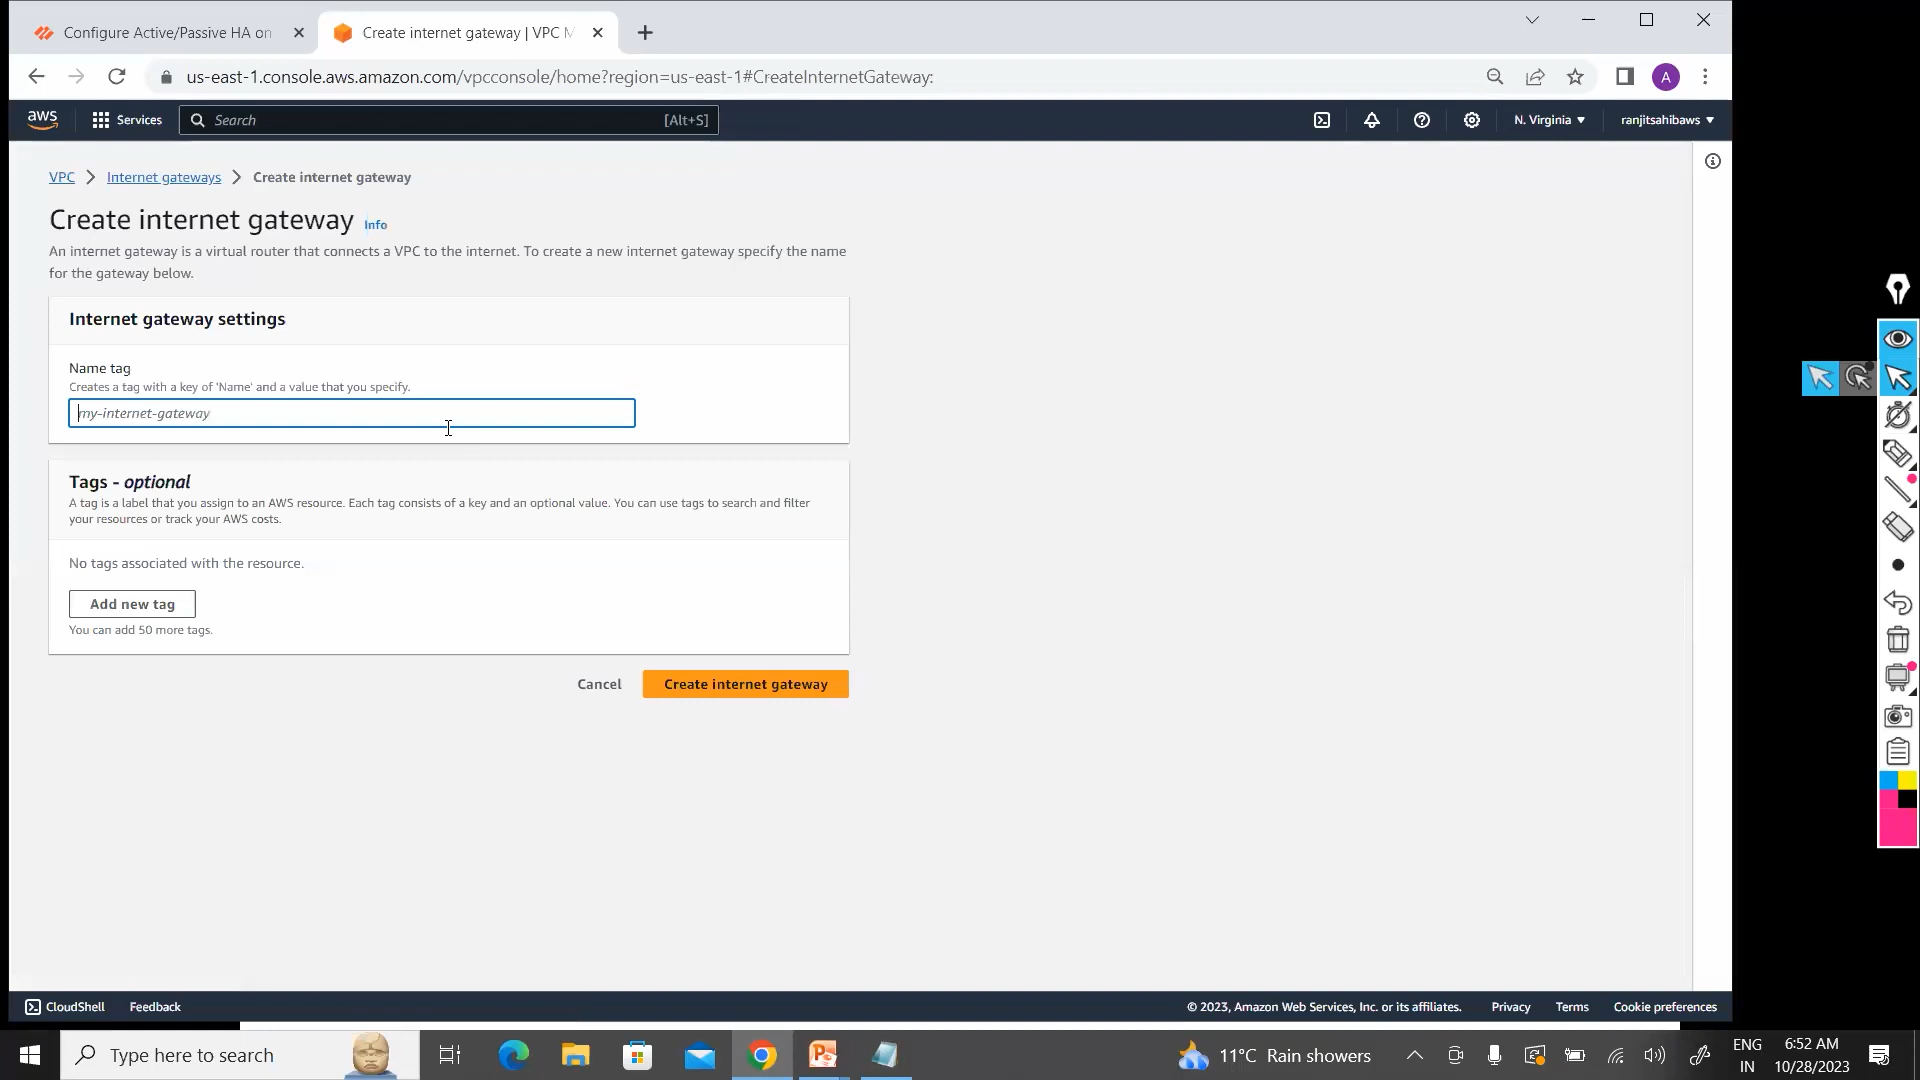 Configure Active/Passive HA on
Create internet gateway | VPC M
us-east-1.console.aws.amazon.com/vpcconsole/home?region=us-east-1#CreateInternetGateway:
A
aws
Services
Search
[Alt+S]
N. Virginia
ranjitsahibaws
VPC
Internet gateways
Create internet gateway
Create internet gateway Info
An internet gateway is a virtual router that connects a VPC to the internet. To create a new internet gateway specify the name
for the gateway below.
Internet gateway settings
Name tag
Creates a tag with a key of 'Name' and a value that you specify.
my-internet-gateway
Tags - optional
A tag is a label that you assign to an AWS resource. Each tag consists of a key and an optional value. You can use tags to search and filter
your resources or track your AWS costs.
No tags associated with the resource.
Add new tag
You can add 50 more tags.
Cancel
Create internet gateway
CloudShell
Feedback
© 2023, Amazon Web Services, Inc. or its affiliates.
Privacy
Terms
Cookie preferences
Type here to search
11°C Rain showers
ENG
IN
6:52 AM
10/28/2023